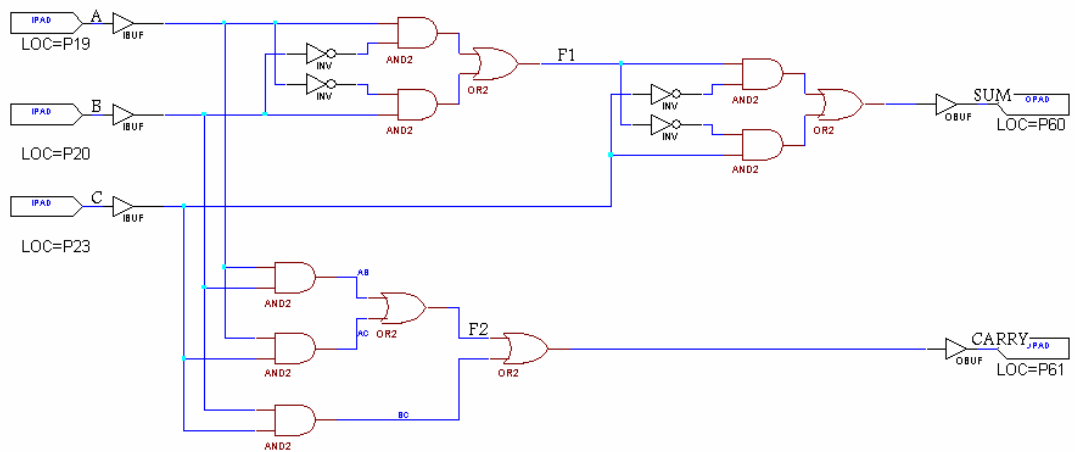 IPAD A IBUF
LOC=P19
INV AND2
INV OR2 F1
IPAD B IBUF AND2
LOC=P20
INV AND2
INV OR2 OBUF SUM OPAD
LOC=P60
AND2
IPAD C IBUF
LOC=P23
AND2 AB
AC OR2 F2
AND2 OR2 OBUF CARRY
LOC=P61
AND2 BC